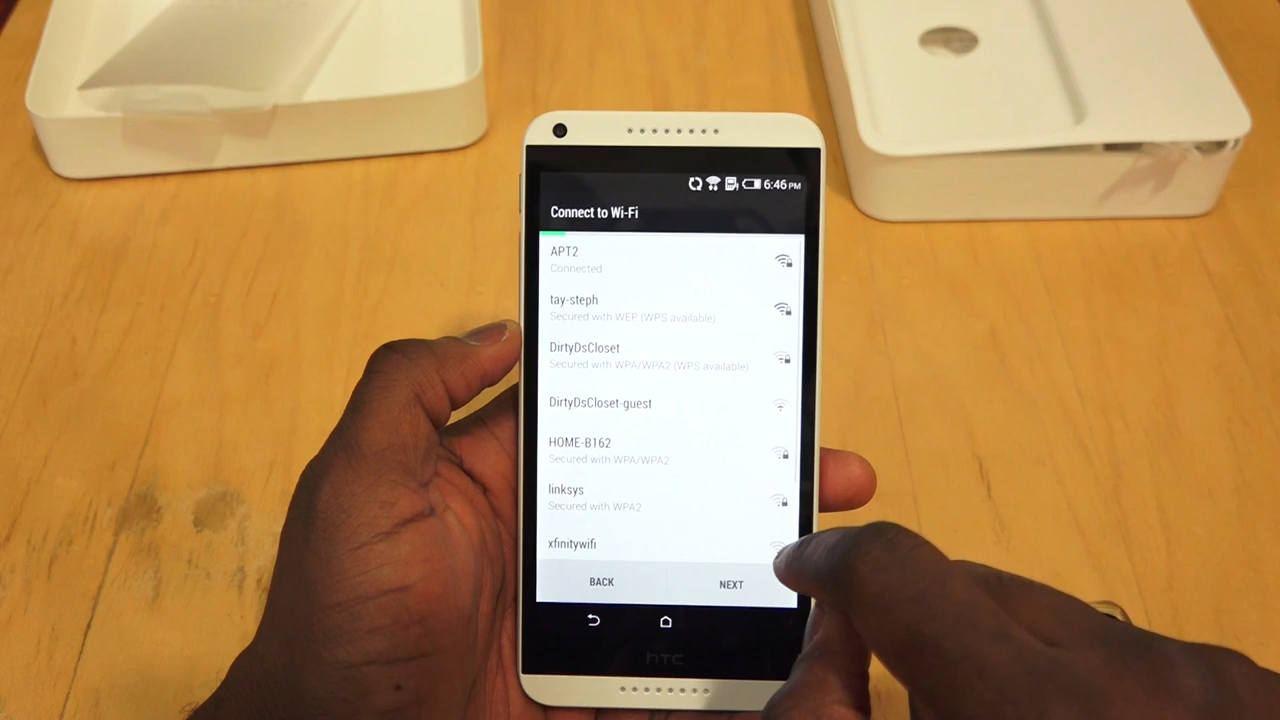 6:46 PM
Connect to Wi-Fi
APT2
Connected
tay-steph
Secured with WEP (WPS available)
DirtyDsCloset
Secured with WPA/WPA2 (WPS available)
DirtyDsCloset-guest
HOME-B162
Secured with WPA/WPA2
linksys
Secured with WPA2
xfinitywifi
BACK NEXT
hTC